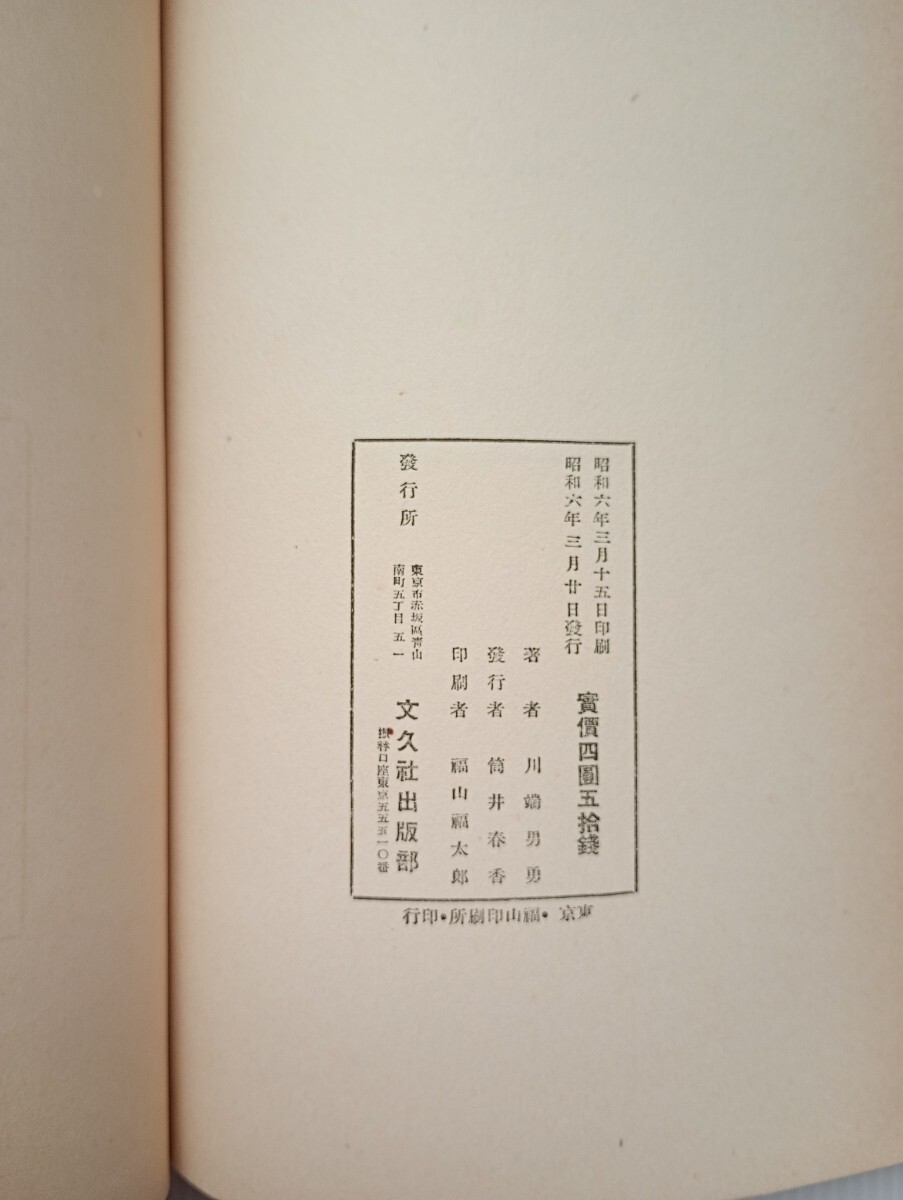 昭和六年三月十五日印刷
昭和六年三月廿日發行
實價四圓五拾錢
著者 川端男勇
發行者 筒井春香
印刷者 福山福太郎
發行所
東京市赤坂區靑山
南町五丁目五一
文久社出版部
振替口座東京五五五一〇番
東京・福山印刷所・印行